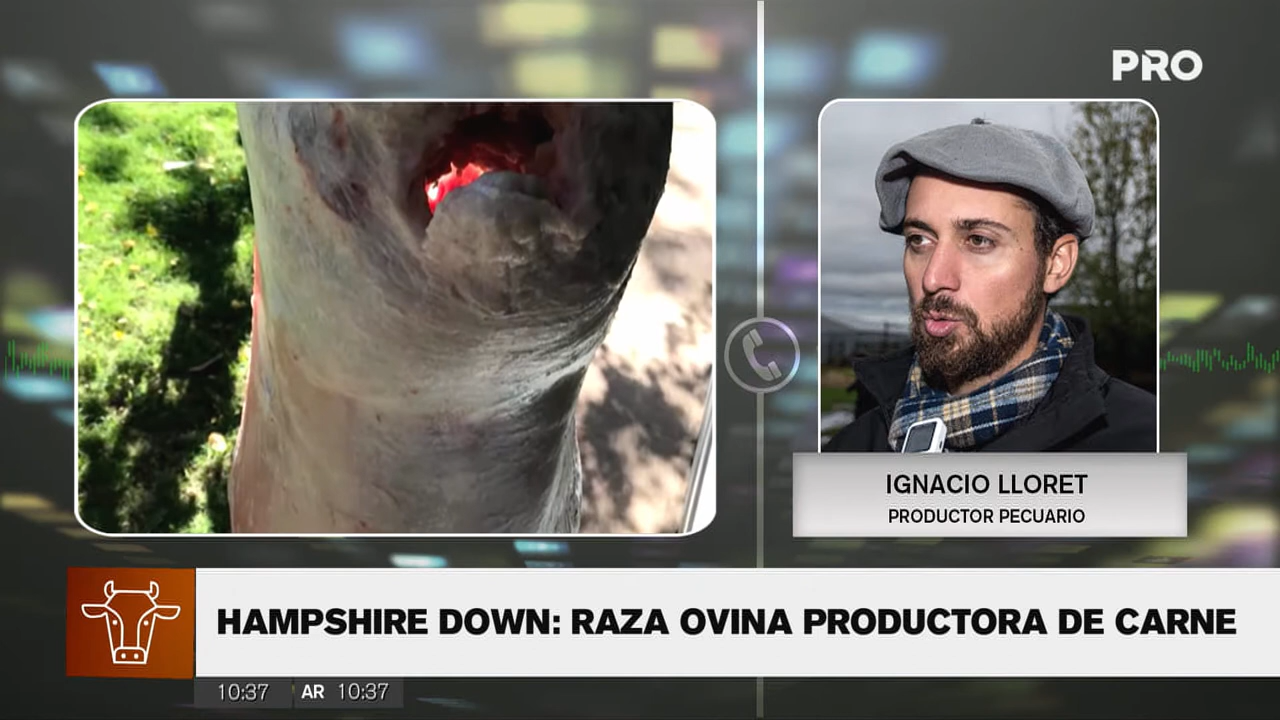 PRO
IGNACIO LLORET
PRODUCTOR PECUARIO
HAMPSHIRE DOWN: RAZA OVINA PRODUCTORA DE CARNE
10:37 AR 10:37